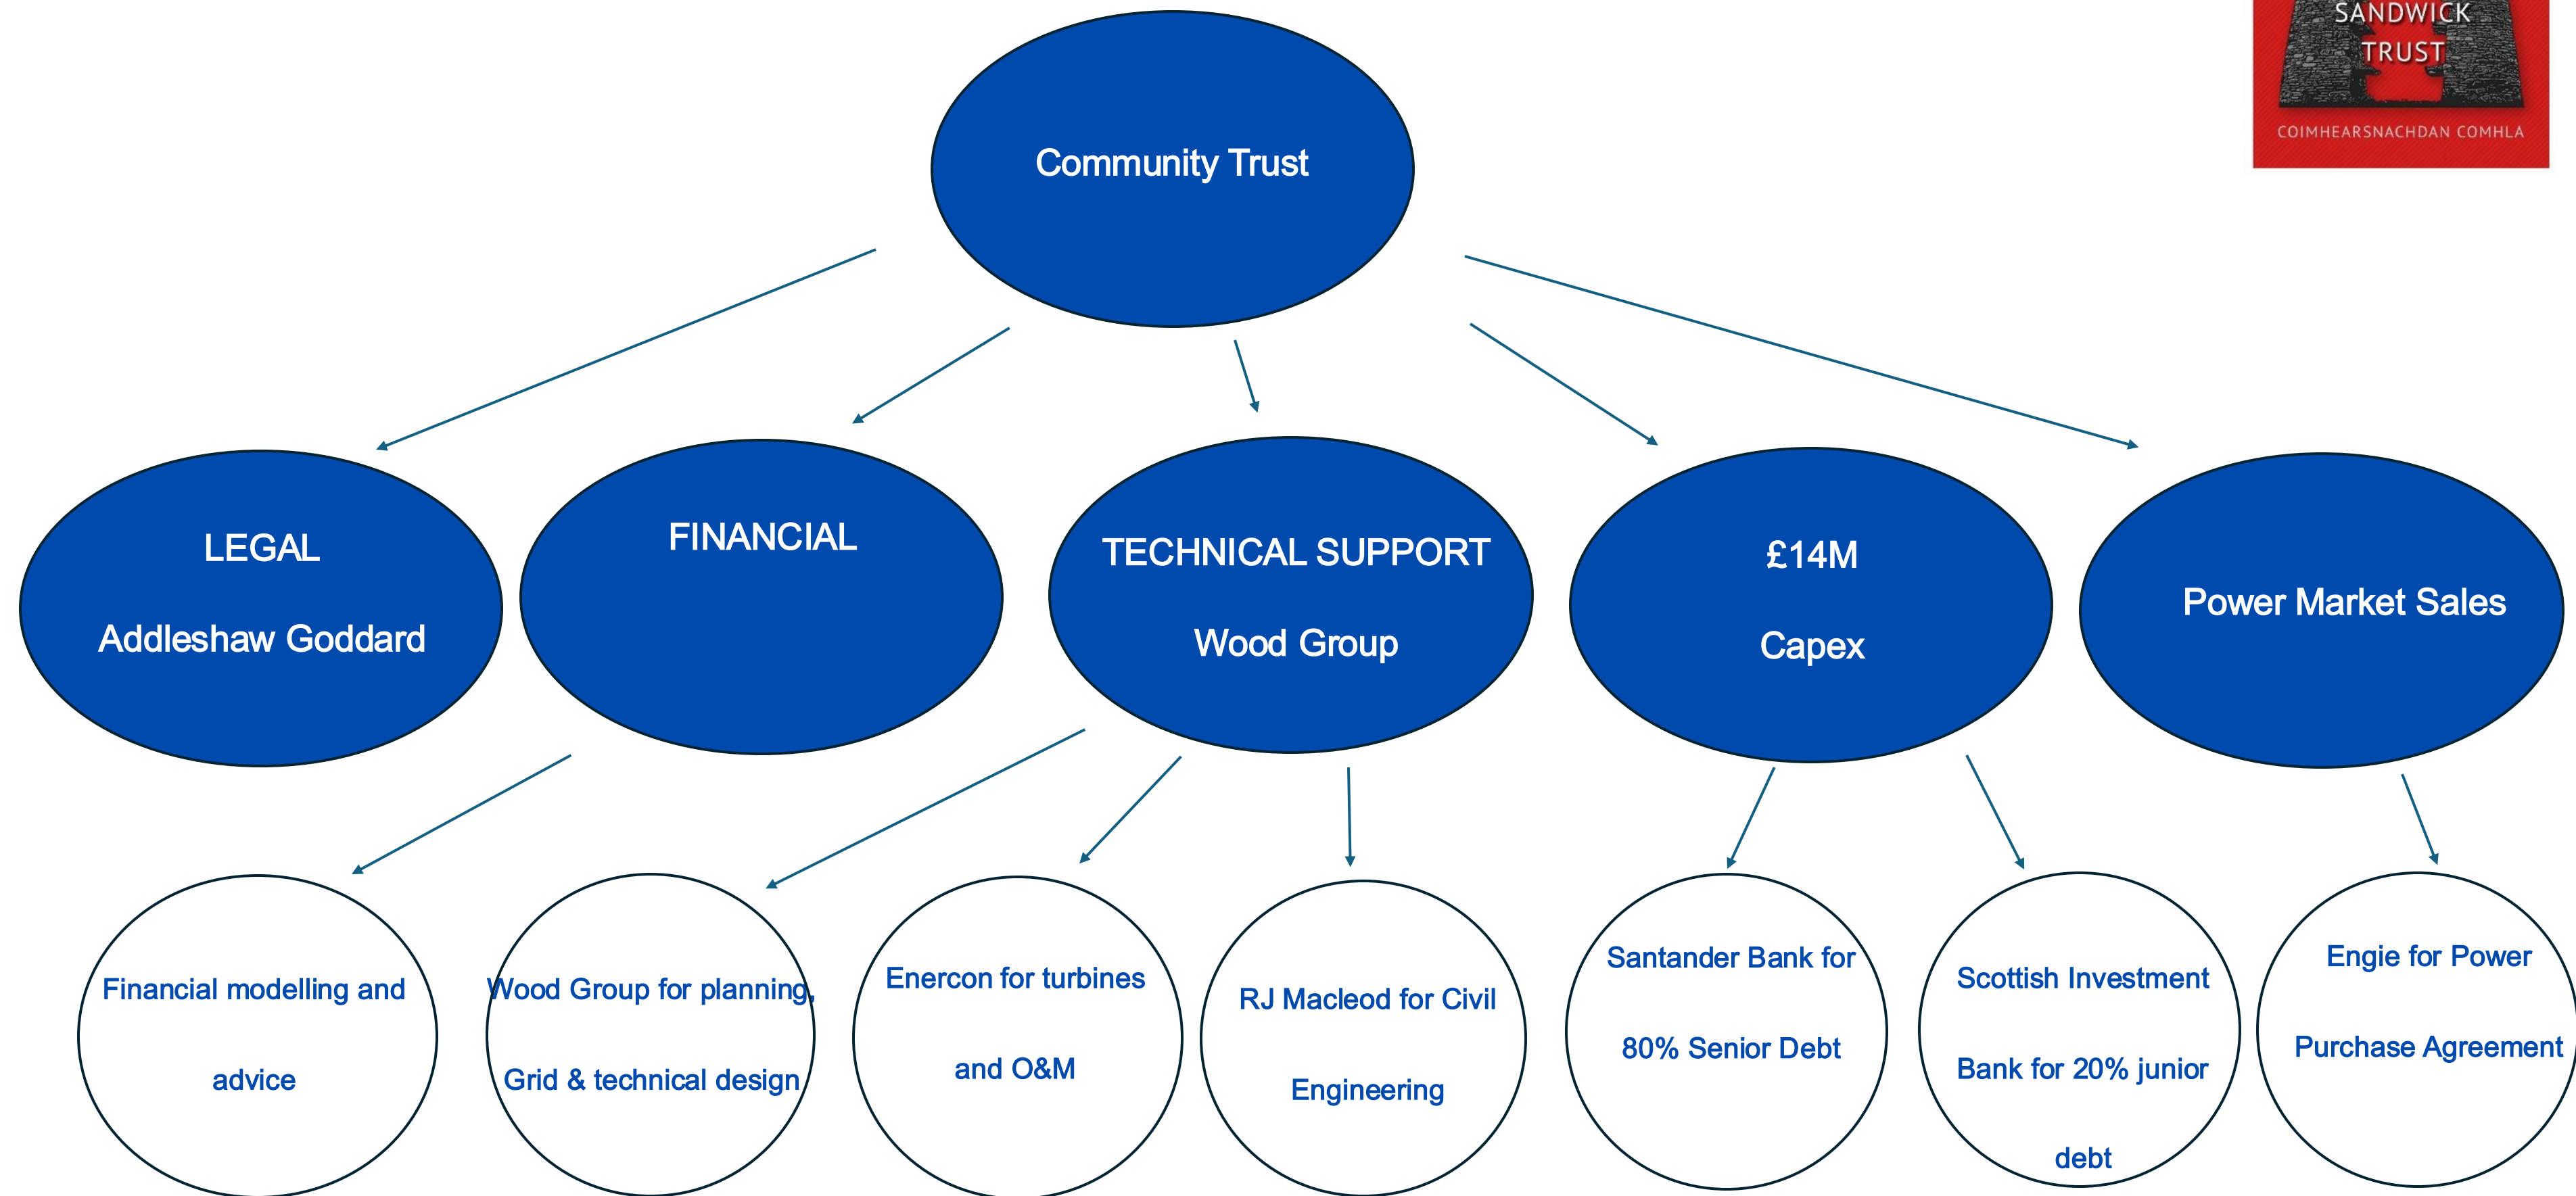 SANDWICK
TRUST
COIMHEARSNACHDAN COMHLA
Community Trust
LEGAL
Addleshaw Goddard
FINANCIAL
TECHNICAL SUPPORT
Wood Group
£14M
Capex
Power Market Sales
Financial modelling and
advice
Wood Group for planning,
Grid & technical design
Enercon for turbines
and O&M
RJ Macleod for Civil
Engineering
Santander Bank for
80% Senior Debt
Scottish Investment
Bank for 20% junior
debt
Engie for Power
Purchase Agreement